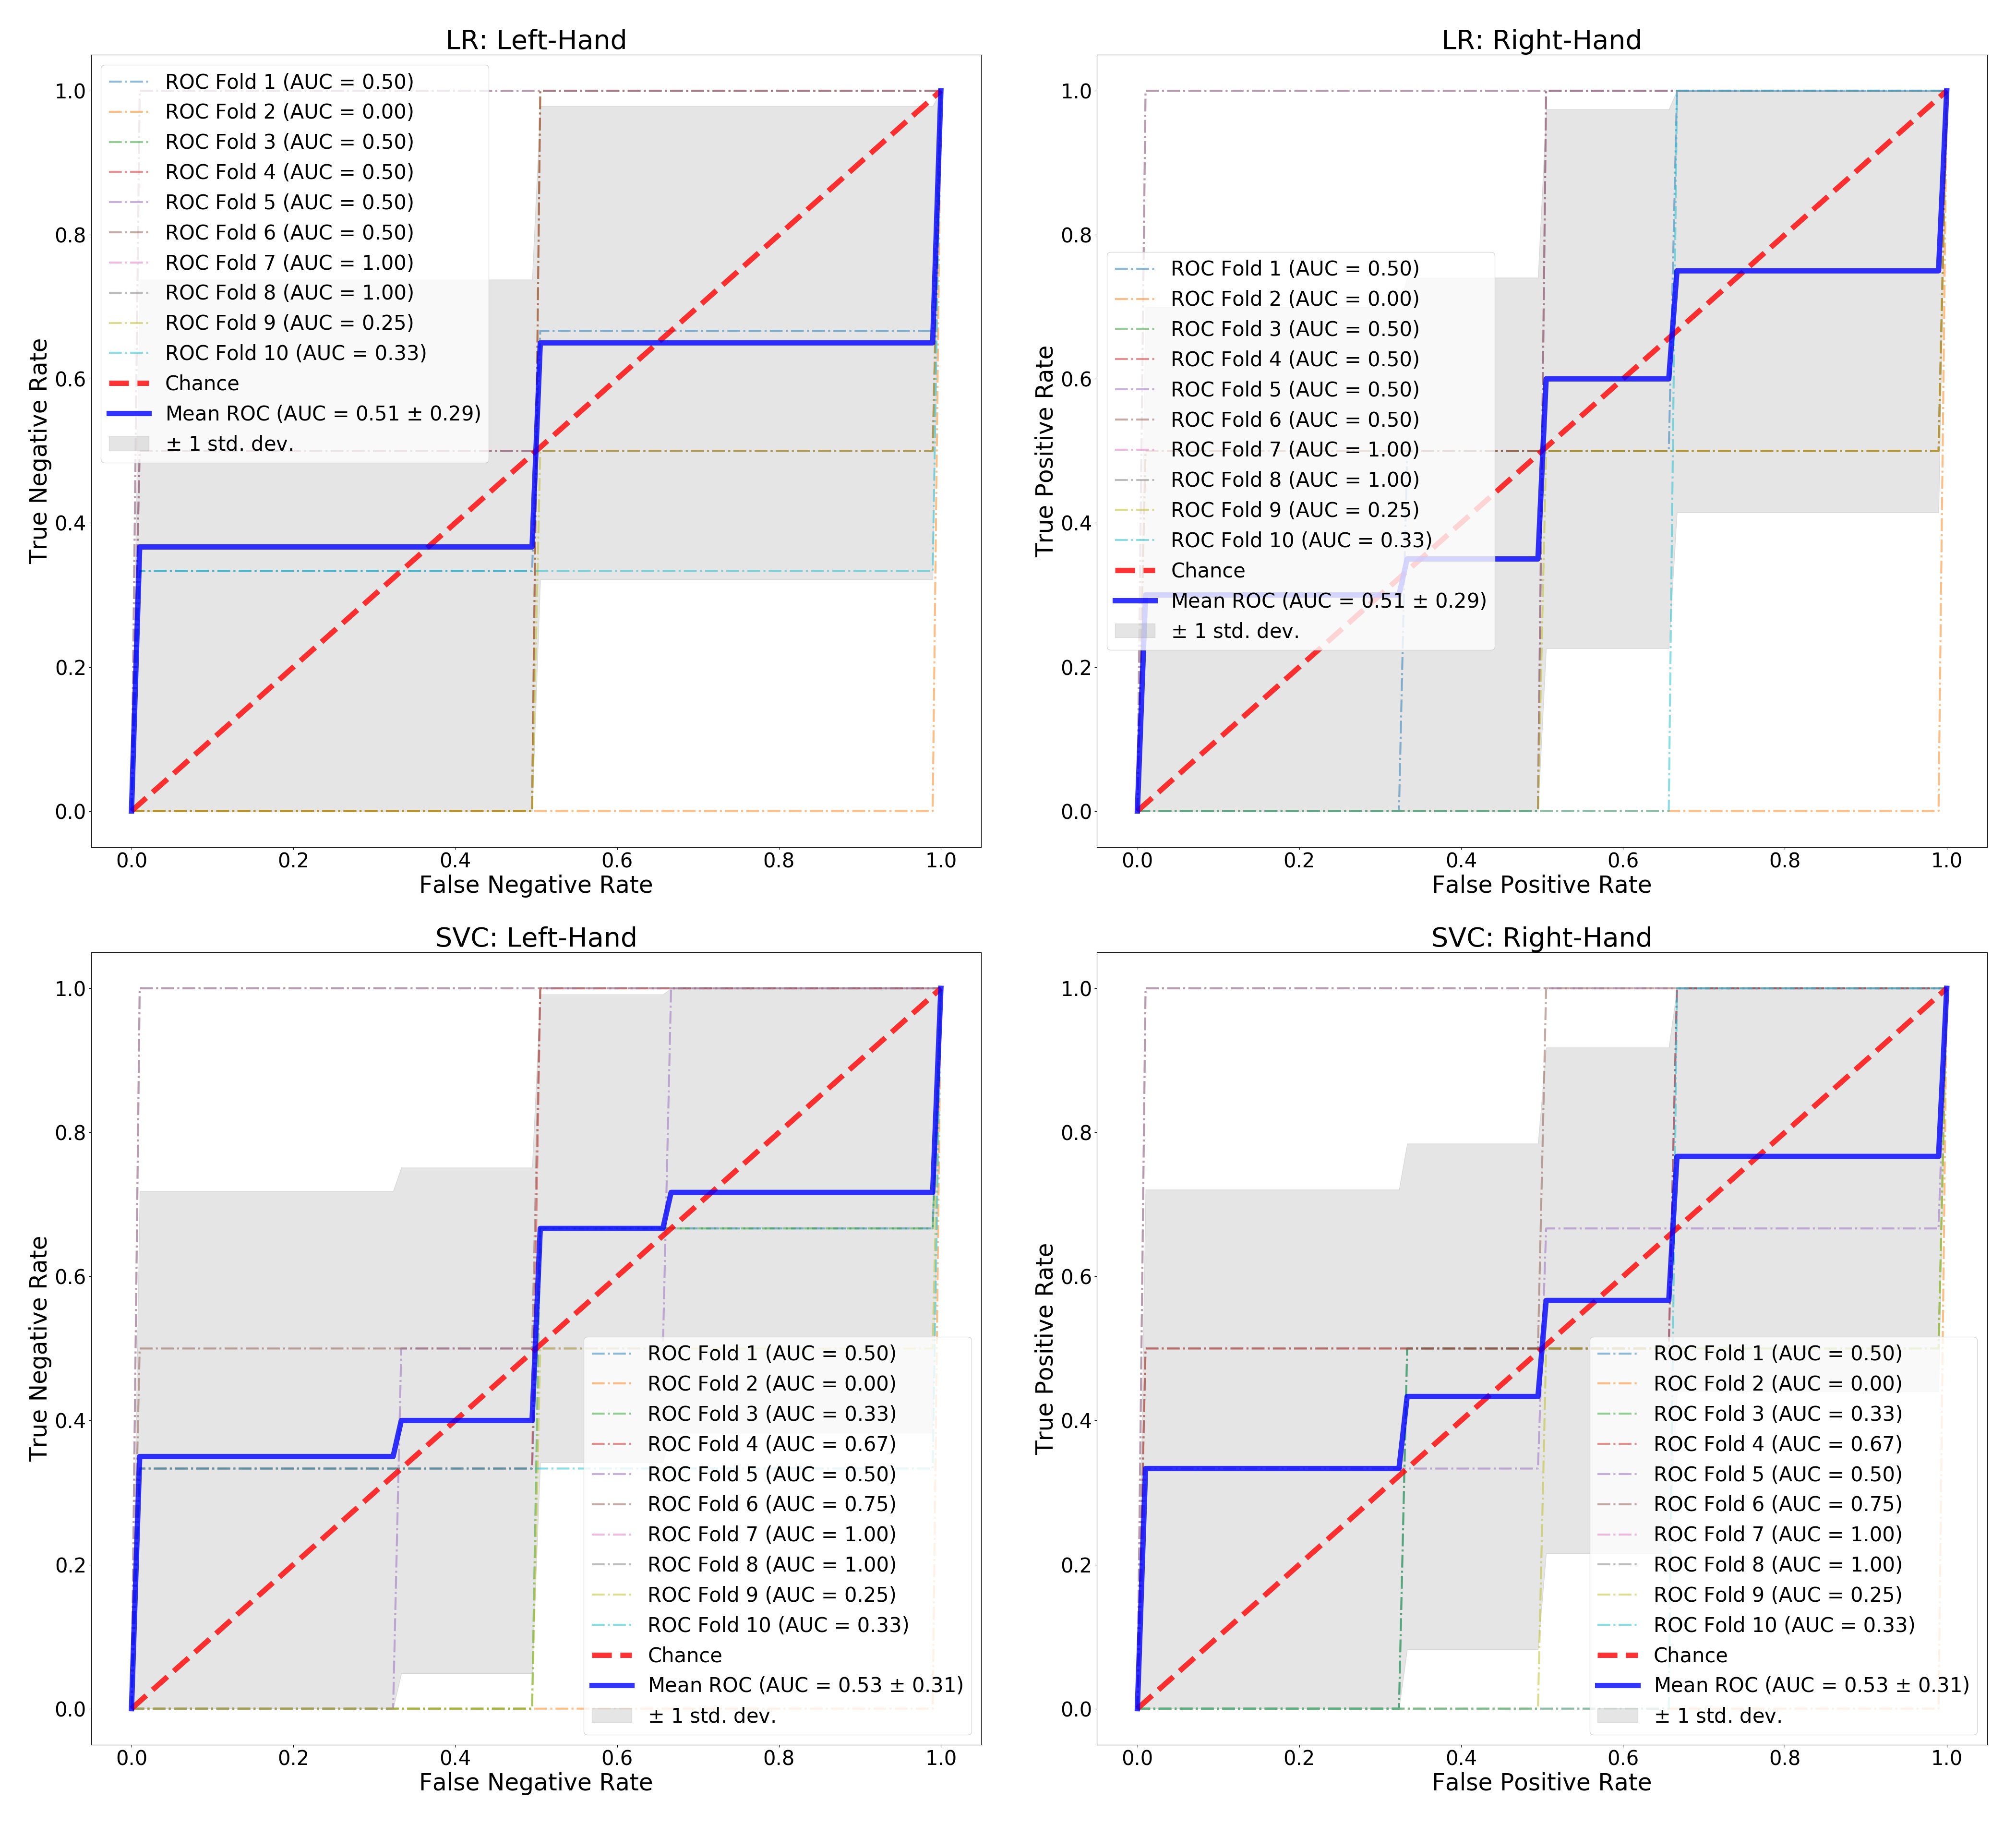 LR: Left-Hand
1.0
0.8
0.6
0.4
0.2
0.0
True Negative Rate
ROC Fold 1 (AUC = 0.50)
ROC Fold 2 (AUC = 0.00)
ROC Fold 3 (AUC = 0.50)
ROC Fold 4 (AUC = 0.50)
ROC Fold 5 (AUC = 0.50)
ROC Fold 6 (AUC = 0.50)
ROC Fold 7 (AUC = 1.00)
ROC Fold 8 (AUC = 1.00)
ROC Fold 9 (AUC = 0.25)
ROC Fold 10 (AUC = 0.33)
Chance
Mean ROC (AUC = 0.51 ± 0.29)
± 1 std. dev.
0.0 0.2 0.4 0.6 0.8 1.0
False Negative Rate
LR: Right-Hand
1.0
0.8
0.6
0.4
0.2
0.0
True Positive Rate
ROC Fold 1 (AUC = 0.50)
ROC Fold 2 (AUC = 0.00)
ROC Fold 3 (AUC = 0.50)
ROC Fold 4 (AUC = 0.50)
ROC Fold 5 (AUC = 0.50)
ROC Fold 6 (AUC = 0.50)
ROC Fold 7 (AUC = 1.00)
ROC Fold 8 (AUC = 1.00)
ROC Fold 9 (AUC = 0.25)
ROC Fold 10 (AUC = 0.33)
Chance
Mean ROC (AUC = 0.51 ± 0.29)
± 1 std. dev.
0.0 0.2 0.4 0.6 0.8 1.0
False Positive Rate
SVC: Left-Hand
1.0
0.8
0.6
0.4
0.2
0.0
True Negative Rate
ROC Fold 1 (AUC = 0.50)
ROC Fold 2 (AUC = 0.00)
ROC Fold 3 (AUC = 0.33)
ROC Fold 4 (AUC = 0.67)
ROC Fold 5 (AUC = 0.50)
ROC Fold 6 (AUC = 0.75)
ROC Fold 7 (AUC = 1.00)
ROC Fold 8 (AUC = 1.00)
ROC Fold 9 (AUC = 0.25)
ROC Fold 10 (AUC = 0.33)
Chance
Mean ROC (AUC = 0.53 ± 0.31)
± 1 std. dev.
0.0 0.2 0.4 0.6 0.8 1.0
False Negative Rate
SVC: Right-Hand
1.0
0.8
0.6
0.4
0.2
0.0
True Positive Rate
ROC Fold 1 (AUC = 0.50)
ROC Fold 2 (AUC = 0.00)
ROC Fold 3 (AUC = 0.33)
ROC Fold 4 (AUC = 0.67)
ROC Fold 5 (AUC = 0.50)
ROC Fold 6 (AUC = 0.75)
ROC Fold 7 (AUC = 1.00)
ROC Fold 8 (AUC = 1.00)
ROC Fold 9 (AUC = 0.25)
ROC Fold 10 (AUC = 0.33)
Chance
Mean ROC (AUC = 0.53 ± 0.31)
± 1 std. dev.
0.0 0.2 0.4 0.6 0.8 1.0
False Positive Rate